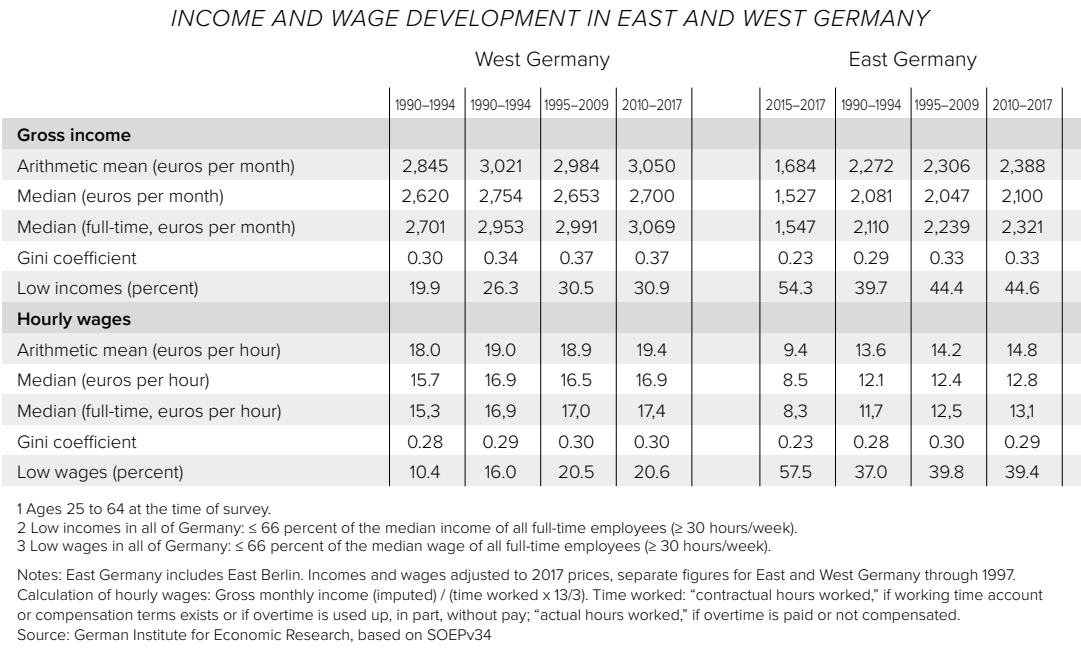 INCOME AND WAGE DEVELOPMENT IN EAST AND WEST GERMANY
West Germany East Germany
1990–1994 1990–1994 1995–2009 2010–2017 2015–2017 1990–1994 1995–2009 2010–2017
Gross income
Arithmetic mean (euros per month) 2,845 3,021 2,984 3,050 1,684 2,272 2,306 2,388
Median (euros per month) 2,620 2,754 2,653 2,700 1,527 2,081 2,047 2,100
Median (full-time, euros per month) 2,701 2,953 2,991 3,069 1,547 2,110 2,239 2,321
Gini coefficient 0.30 0.34 0.37 0.37 0.23 0.29 0.33 0.33
Low incomes (percent) 19.9 26.3 30.5 30.9 54.3 39.7 44.4 44.6
Hourly wages
Arithmetic mean (euros per hour) 18.0 19.0 18.9 19.4 9.4 13.6 14.2 14.8
Median (euros per hour) 15.7 16.9 16.5 16.9 8.5 12.1 12.4 12.8
Median (full-time, euros per hour) 15,3 16,9 17,0 17,4 8,3 11,7 12,5 13,1
Gini coefficient 0.28 0.29 0.30 0.30 0.23 0.28 0.30 0.29
Low wages (percent) 10.4 16.0 20.5 20.6 57.5 37.0 39.8 39.4
1 Ages 25 to 64 at the time of survey.
2 Low incomes in all of Germany: ≤ 66 percent of the median income of all full-time employees (≥ 30 hours/week).
3 Low wages in all of Germany: ≤ 66 percent of the median wage of all full-time employees (≥ 30 hours/week).
Notes: East Germany includes East Berlin. Incomes and wages adjusted to 2017 prices, separate figures for East and West Germany through 1997.
Calculation of hourly wages: Gross monthly income (imputed) / (time worked x 13/3). Time worked: “contractual hours worked,” if working time account
or compensation terms exists or if overtime is used up, in part, without pay; “actual hours worked,” if overtime is paid or not compensated.
Source: German Institute for Economic Research, based on SOEPv34